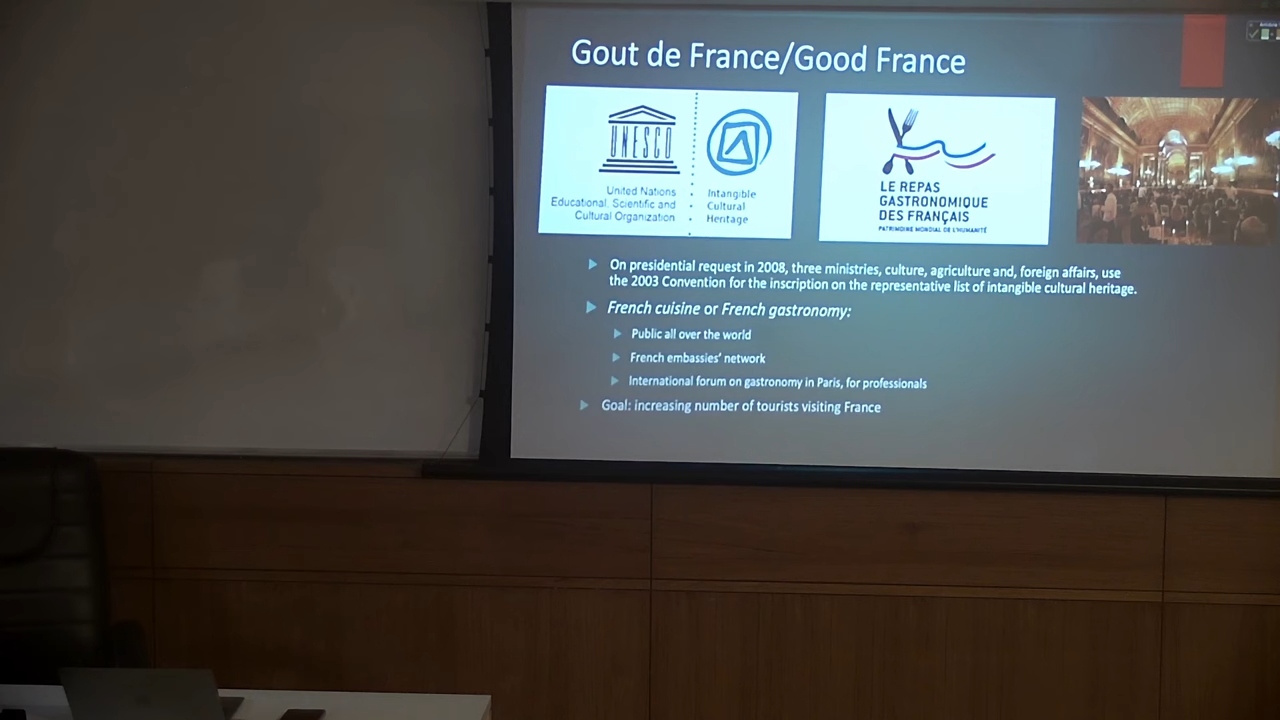 Gout de France/Good France
UNESCO
United Nations
Educational, Scientific and
Cultural Organization
Intangible
Cultural
Heritage
LE REPAS
GASTRONOMIQUE
DES FRANÇAIS
PATRIMOINE MONDIAL DE L'HUMANITÉ
On presidential request in 2008, three ministries, culture, agriculture and, foreign affairs, use
the 2003 Convention for the inscription on the representative list of intangible cultural heritage.
French cuisine or French gastronomy:
Public all over the world
French embassies' network
International forum on gastronomy in Paris, for professionals
Goal: increasing number of tourists visiting France